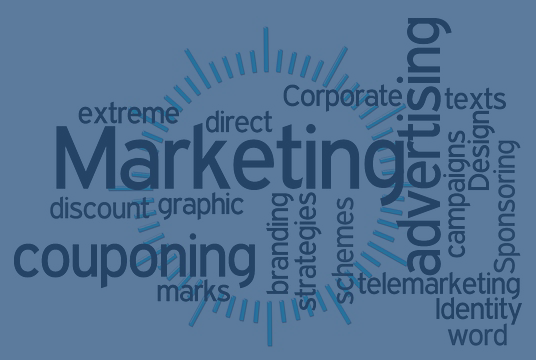 extreme
direct
Corporate
texts
Marketing
advertising
discount
graphic
couponing
branding
strategies
schemes
campaigns
Design
Sponsoring
marks
telemarketing
Identity
word